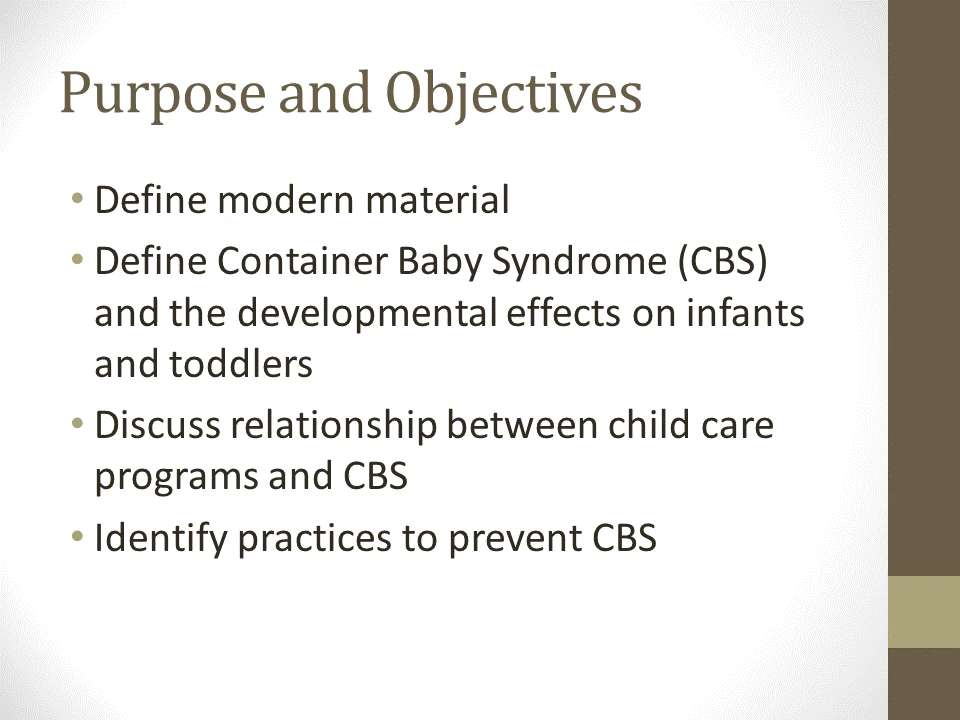 Purpose and Objectives
• Define modern material
• Define Container Baby Syndrome (CBS)
and the developmental effects on infants
and toddlers
• Discuss relationship between child care
programs and CBS
• Identify practices to prevent CBS